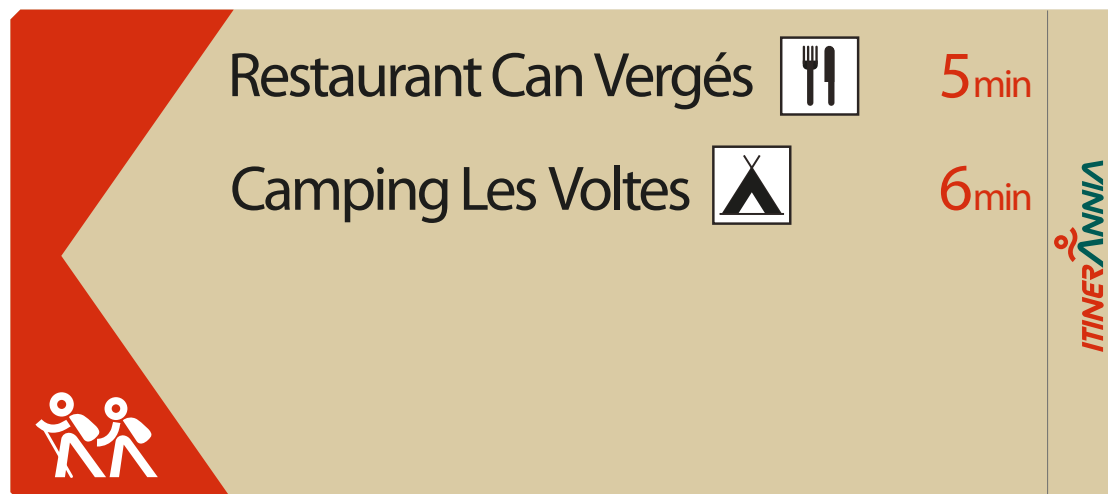 Restaurant Can Vergés 5min
Camping Les Voltes 6min
ITINERÀNNIA